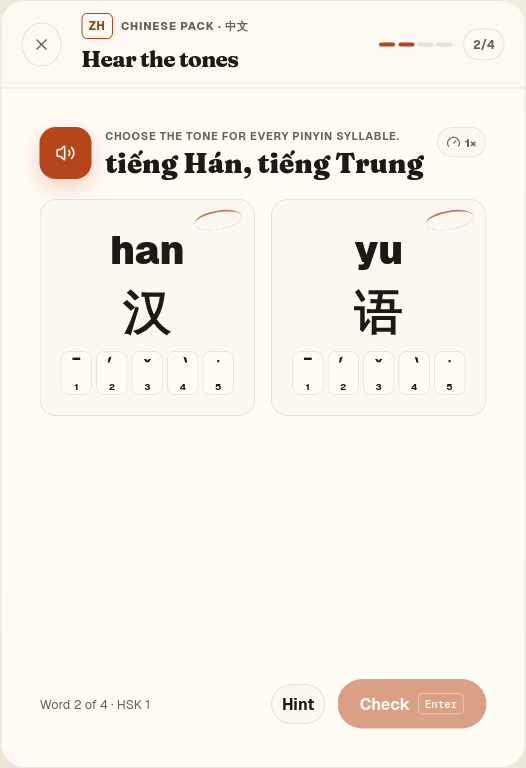 ZH CHINESE PACK · 中文
Hear the tones
2/4
CHOOSE THE TONE FOR EVERY PINYIN SYLLABLE.
tiếng Hán, tiếng Trung
1×
han
汉
ˉ ˊ ˇ ˋ ·
1 2 3 4 5
yu
语
ˉ ˊ ˇ ˋ ·
1 2 3 4 5
Word 2 of 4 · HSK 1
Hint
Check Enter